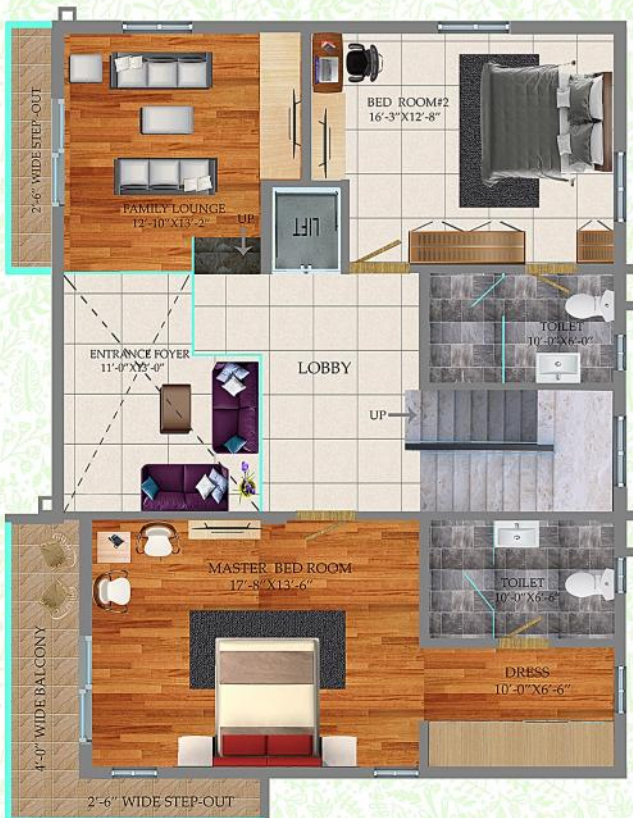 2'-6" WIDE STEP-OUT
FAMILY LOUNGE
12'-10"X13'-2"
UP
LIFT
BED ROOM#2
16'-3"X12'-8"
TOILET
10'-0"X6'-0"
ENTRANCE FOYER
11'-0"X13'-0"
LOBBY
UP
MASTER BED ROOM
17'-8"X13'-6"
TOILET
10'-0"X6'-6"
DRESS
10'-0"X6'-6"
4'-0" WIDE BALCONY
2'-6" WIDE STEP-OUT